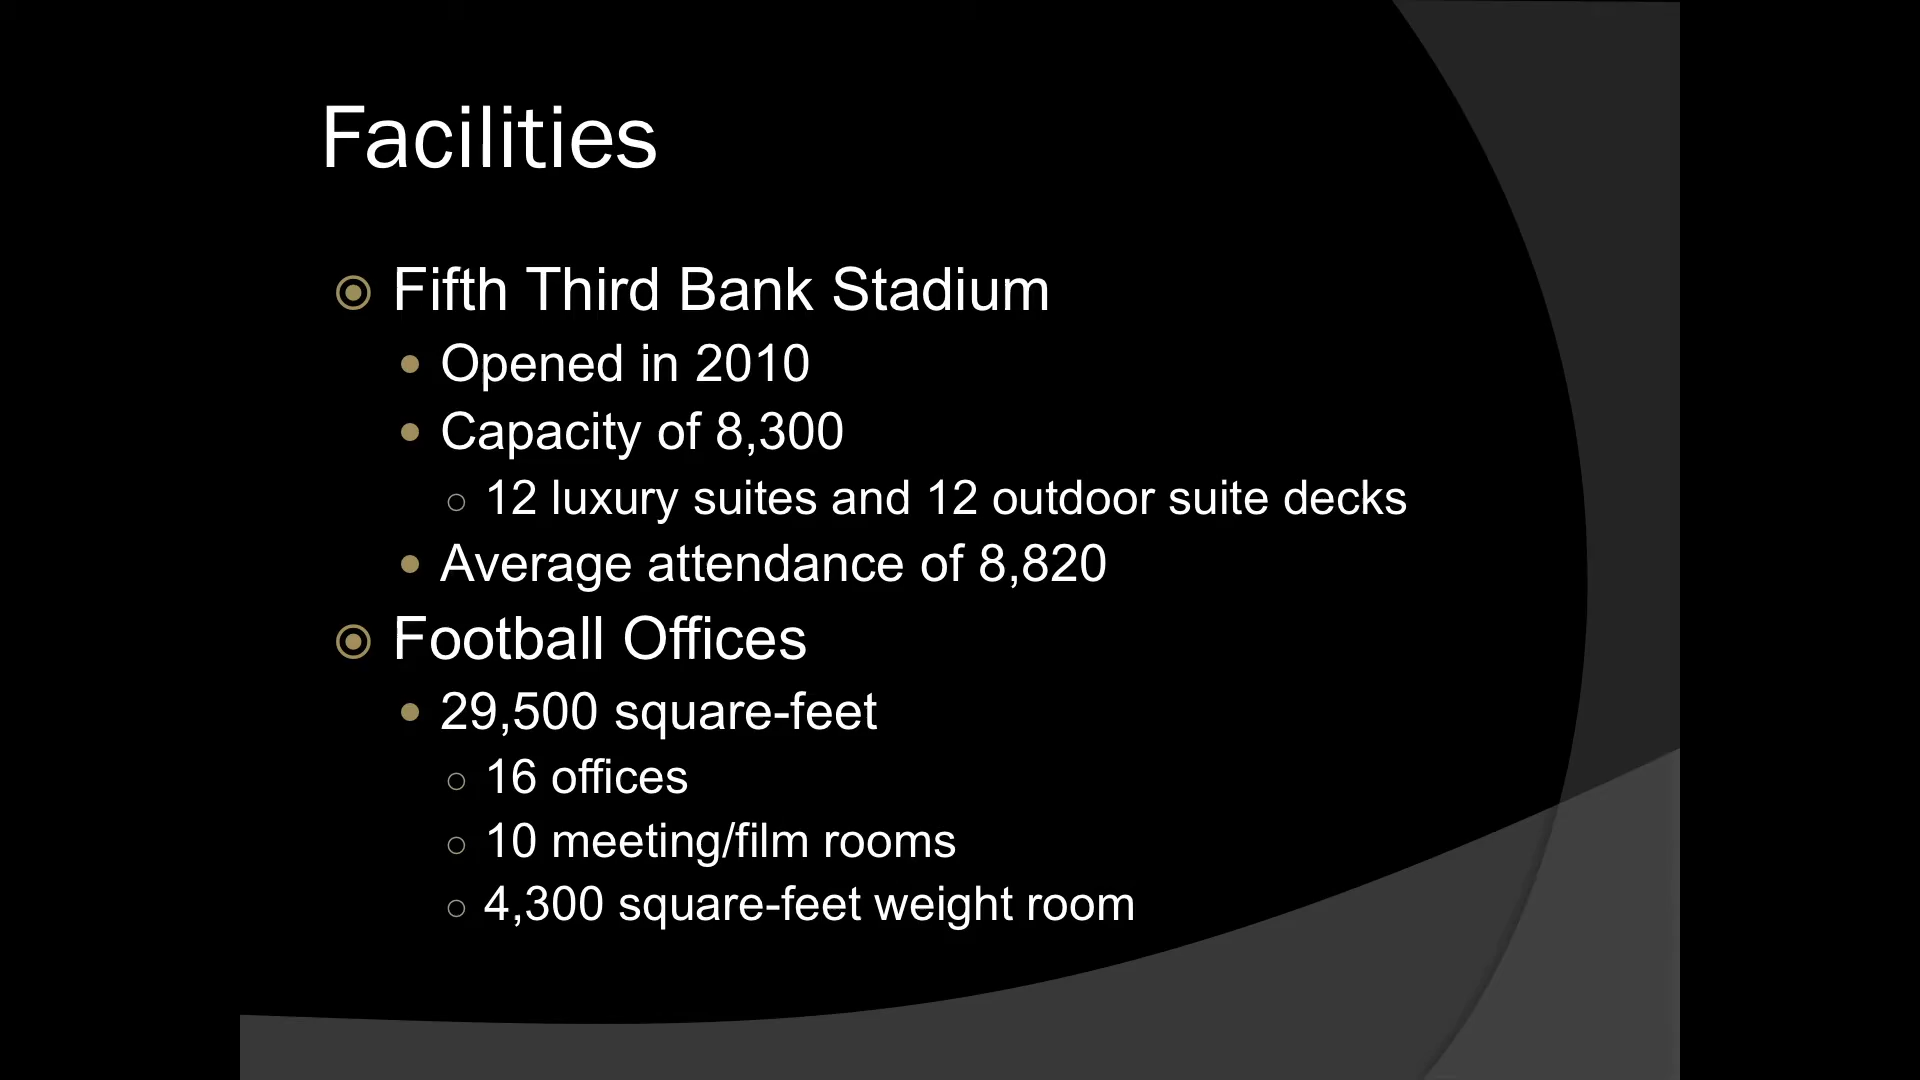 Facilities
Fifth Third Bank Stadium
Opened in 2010
Capacity of 8,300
12 luxury suites and 12 outdoor suite decks
Average attendance of 8,820
Football Offices
29,500 square-feet
16 offices
10 meeting/film rooms
4,300 square-feet weight room